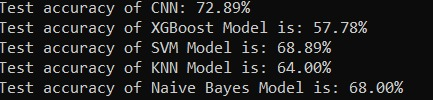 Test accuracy of CNN: 72.89%
Test accuracy of XGBoost Model is: 57.78%
Test accuracy of SVM Model is: 68.89%
Test accuracy of KNN Model is: 64.00%
Test accuracy of Naive Bayes Model is: 68.00%